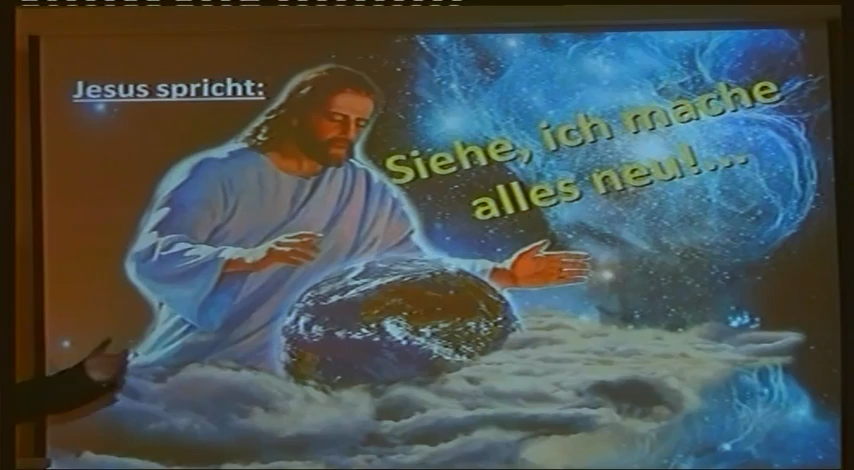 Jesus spricht:
Siehe, ich mache
alles neu!...